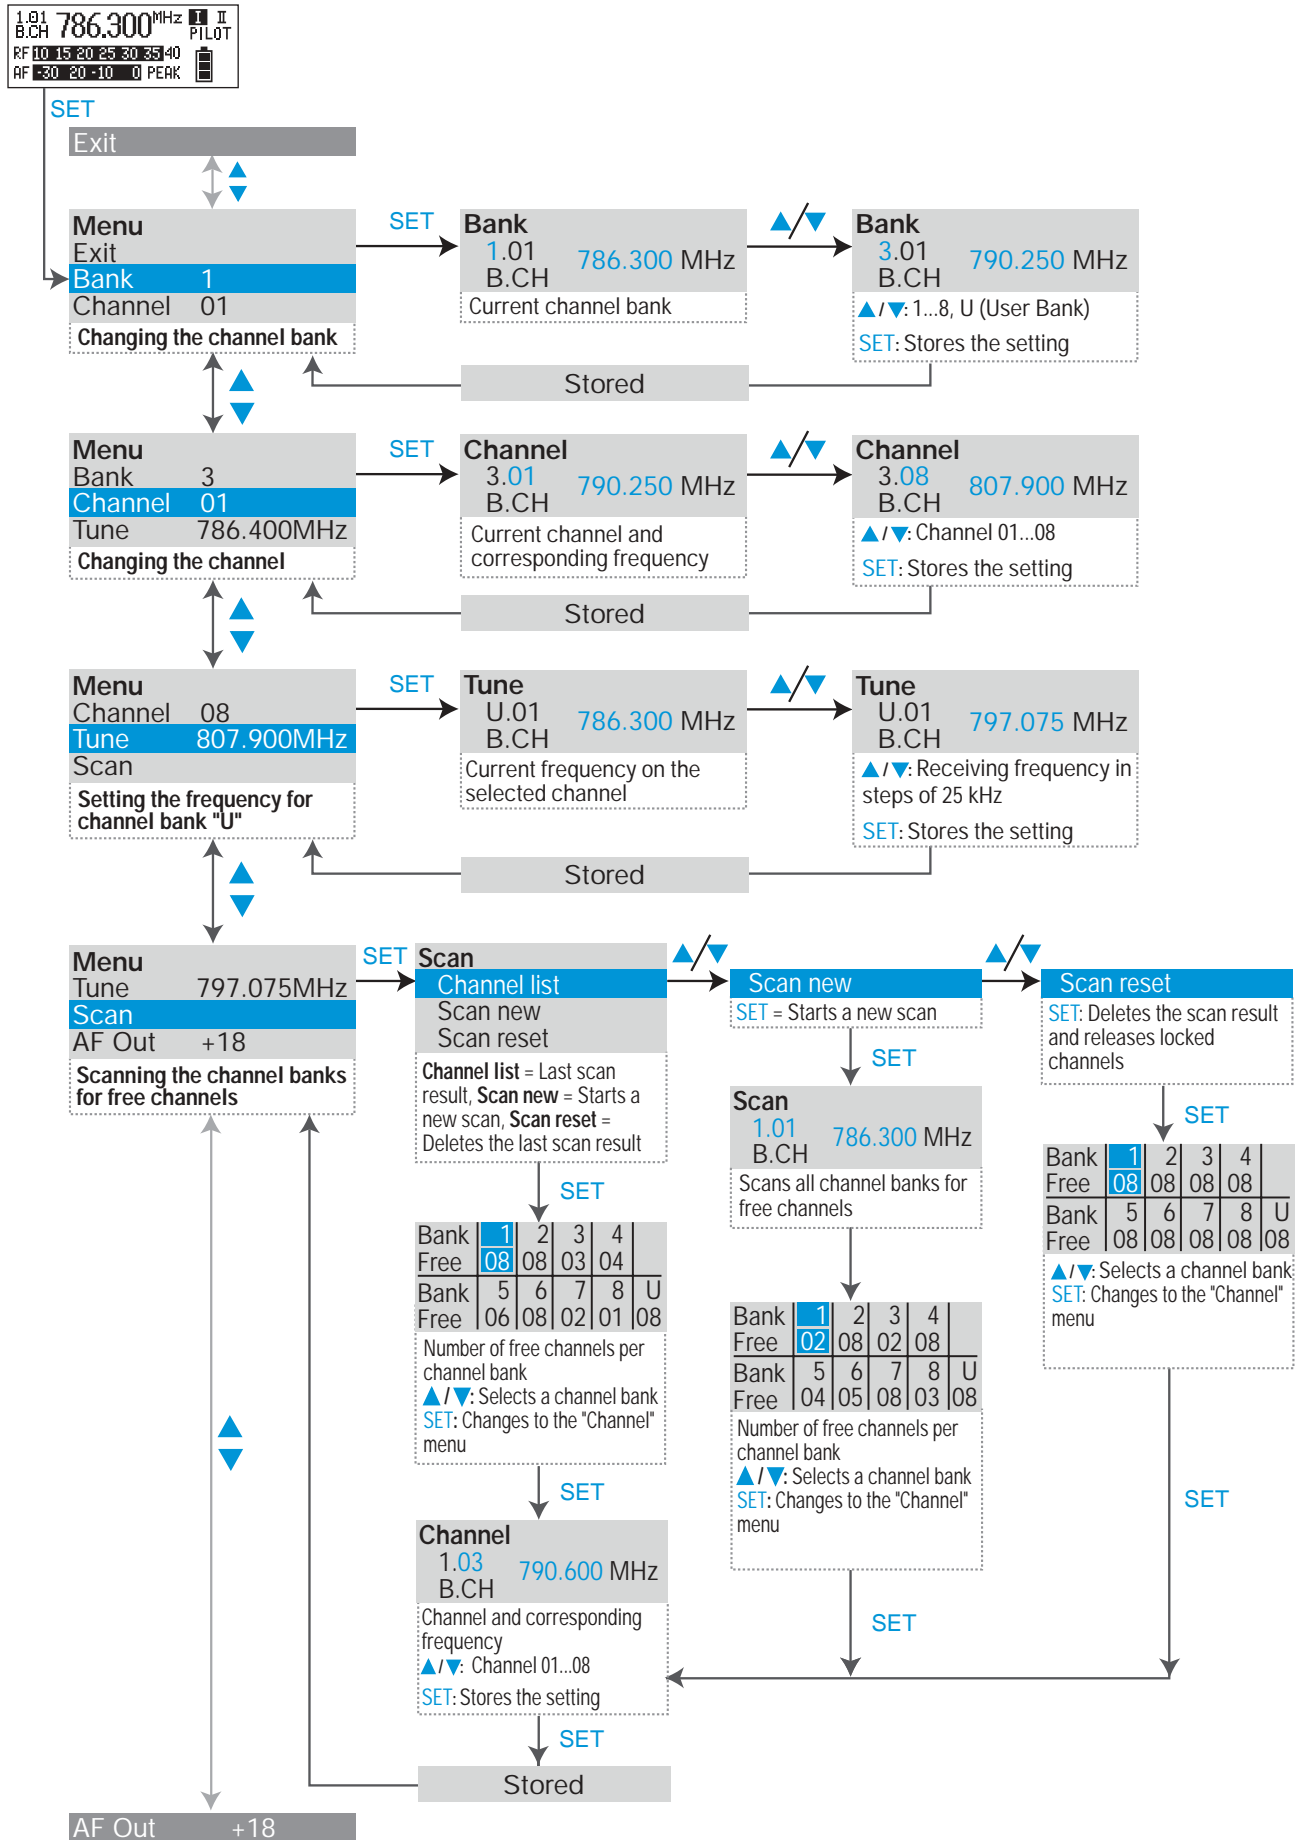 1.01 786.300 MHz I II
B.CH PILOT
RF 10 15 20 25 30 35 40
AF -30 20 -10 0 PEAK
SET
Exit
Menu
Exit
Bank 1
Channel 01
Changing the channel bank
SET
Bank
1.01 786.300 MHz
B.CH
Current channel bank
▲/▼
Bank
3.01 790.250 MHz
B.CH
▲/▼: 1...8, U (User Bank)
SET: Stores the setting
Stored
Menu
Bank 3
Channel 01
Tune 786.400MHz
Changing the channel
SET
Channel
3.01 790.250 MHz
B.CH
Current channel and
corresponding frequency
▲/▼
Channel
3.08 807.900 MHz
B.CH
▲/▼: Channel 01...08
SET: Stores the setting
Stored
Menu
Channel 08
Tune 807.900MHz
Scan
Setting the frequency for
channel bank "U"
SET
Tune
U.01 786.300 MHz
B.CH
Current frequency on the
selected channel
▲/▼
Tune
U.01 797.075 MHz
B.CH
▲/▼: Receiving frequency in
steps of 25 kHz
SET: Stores the setting
Stored
Menu
Tune 797.075MHz
Scan
AF Out +18
Scanning the channel banks
for free channels
SET
Scan
Channel list
Scan new
Scan reset
Channel list = Last scan
result, Scan new = Starts a
new scan, Scan reset =
Deletes the last scan result
SET
Bank 1 2 3 4
Free 08 08 03 04
Bank 5 6 7 8 U
Free 06 08 02 01 08
Number of free channels per
channel bank
▲/▼: Selects a channel bank
SET: Changes to the "Channel"
menu
SET
Channel
1.03 790.600 MHz
B.CH
Channel and corresponding
frequency
▲/▼: Channel 01...08
SET: Stores the setting
SET
Stored
▲/▼
Scan new
SET = Starts a new scan
SET
Scan
1.01 786.300 MHz
B.CH
Scans all channel banks for
free channels
Bank 1 2 3 4
Free 02 08 02 08
Bank 5 6 7 8 U
Free 04 05 08 03 08
Number of free channels per
channel bank
▲/▼: Selects a channel bank
SET: Changes to the "Channel"
menu
SET
▲/▼
Scan reset
SET: Deletes the scan result
and releases locked
channels
SET
Bank 1 2 3 4
Free 08 08 08 08
Bank 5 6 7 8 U
Free 08 08 08 08 08
▲/▼: Selects a channel bank
SET: Changes to the "Channel"
menu
SET
AF Out +18